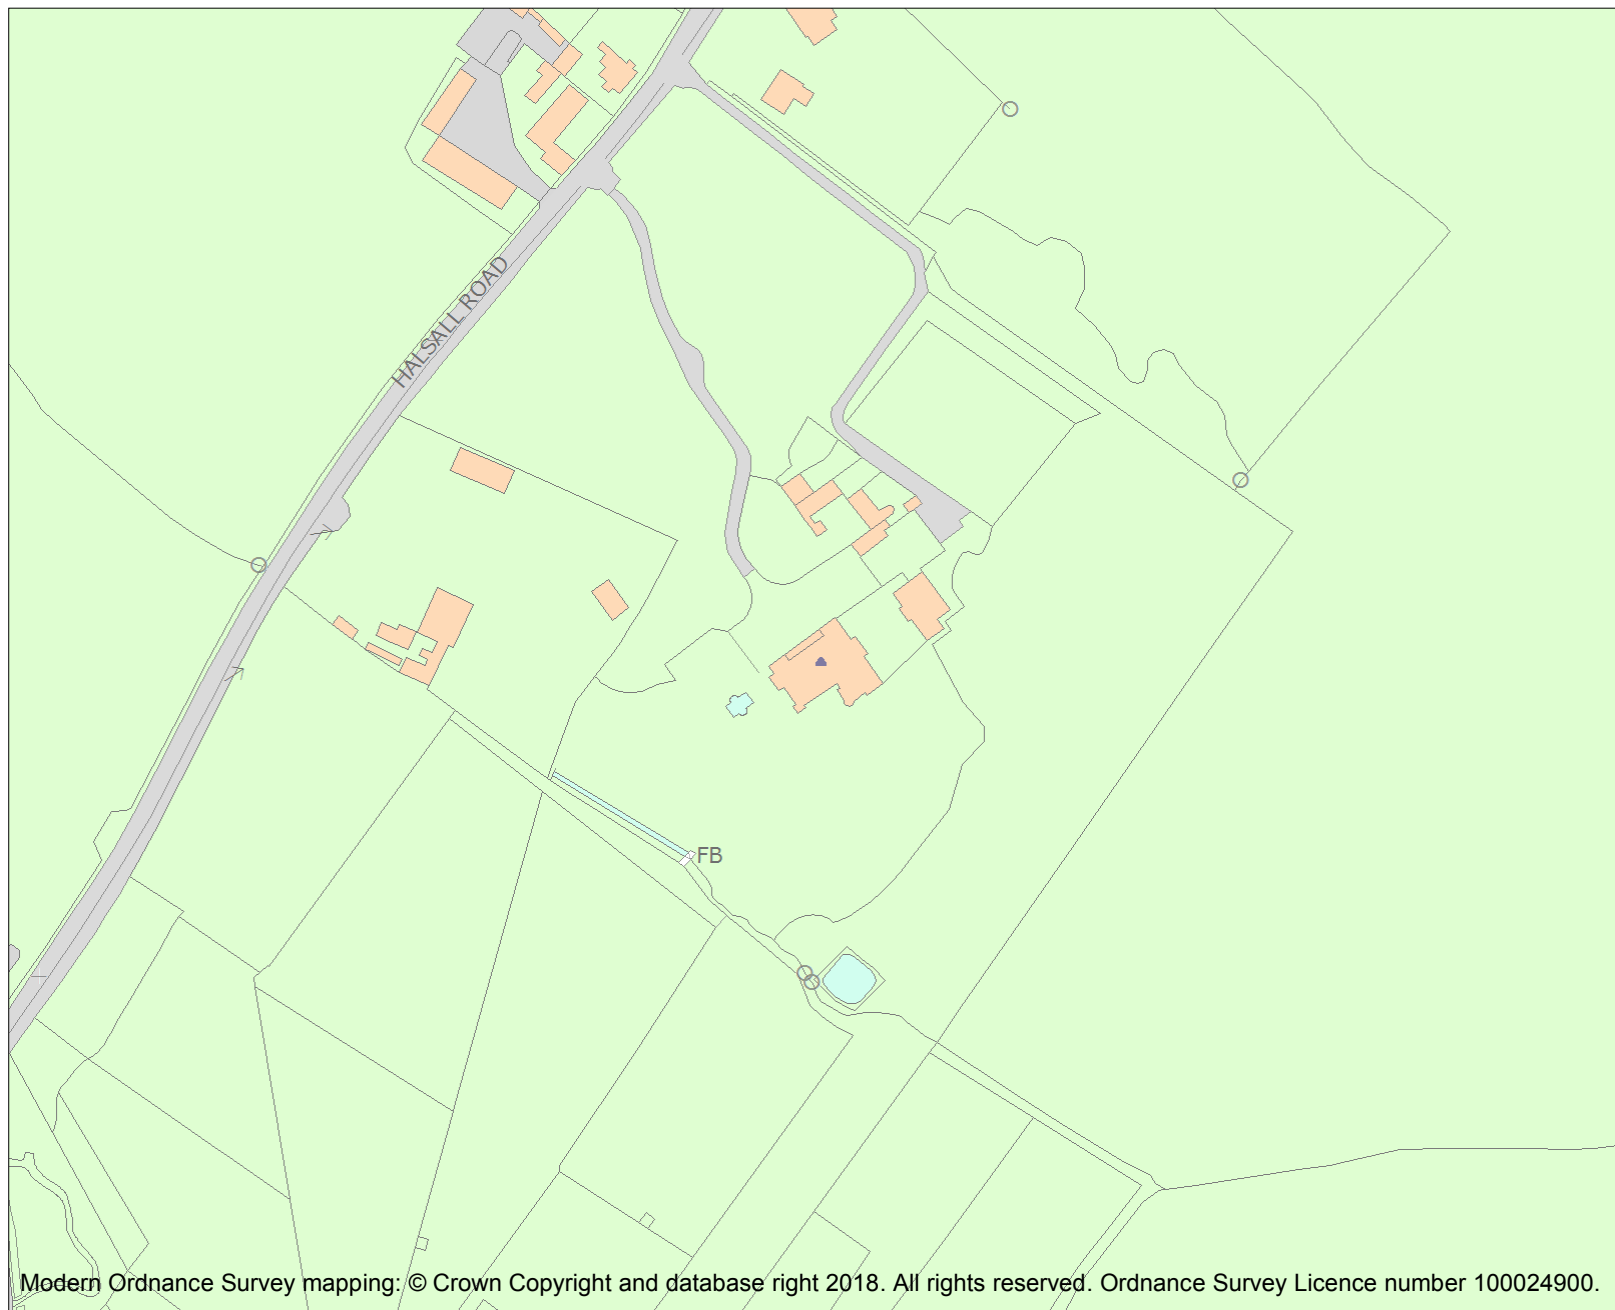 HALSALL ROAD
FB
Modern Ordnance Survey mapping: © Crown Copyright and database right 2018. All rights reserved. Ordnance Survey Licence number 100024900.